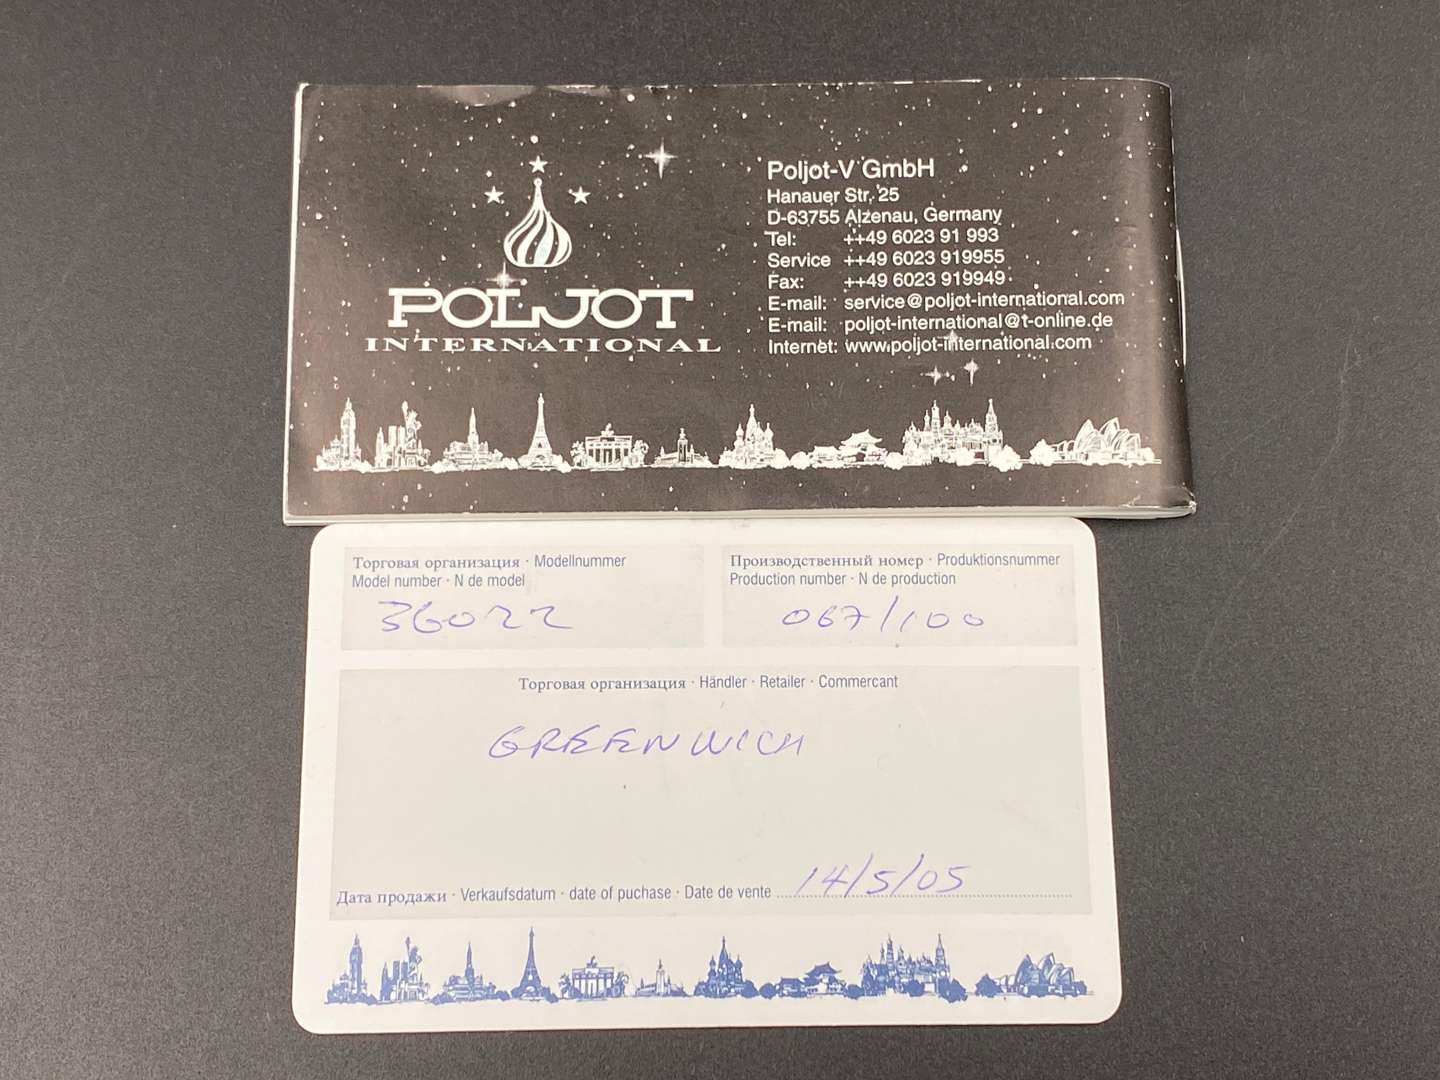 POLJOT
INTERNATIONAL
Poljot-V GmbH
Hanauer Str. 25
D-63755 Alzenau, Germany
Tel: ++49 6023 91 993
Service ++49 6023 919955
Fax: ++49 6023 919949
E-mail: service@poljot-international.com
E-mail: poljot-international@t-online.de
Internet: www.poljot-international.com
Торговая организация · Modellnummer
Model number · N de model
36022
Производственный номер · Produktionsnummer
Production number · N de production
067/100
Торговая организация · Händler · Retailer · Commercant
GREENWICH
Дата продажи · Verkaufsdatum · date of puchase · Date de vente 14/5/05